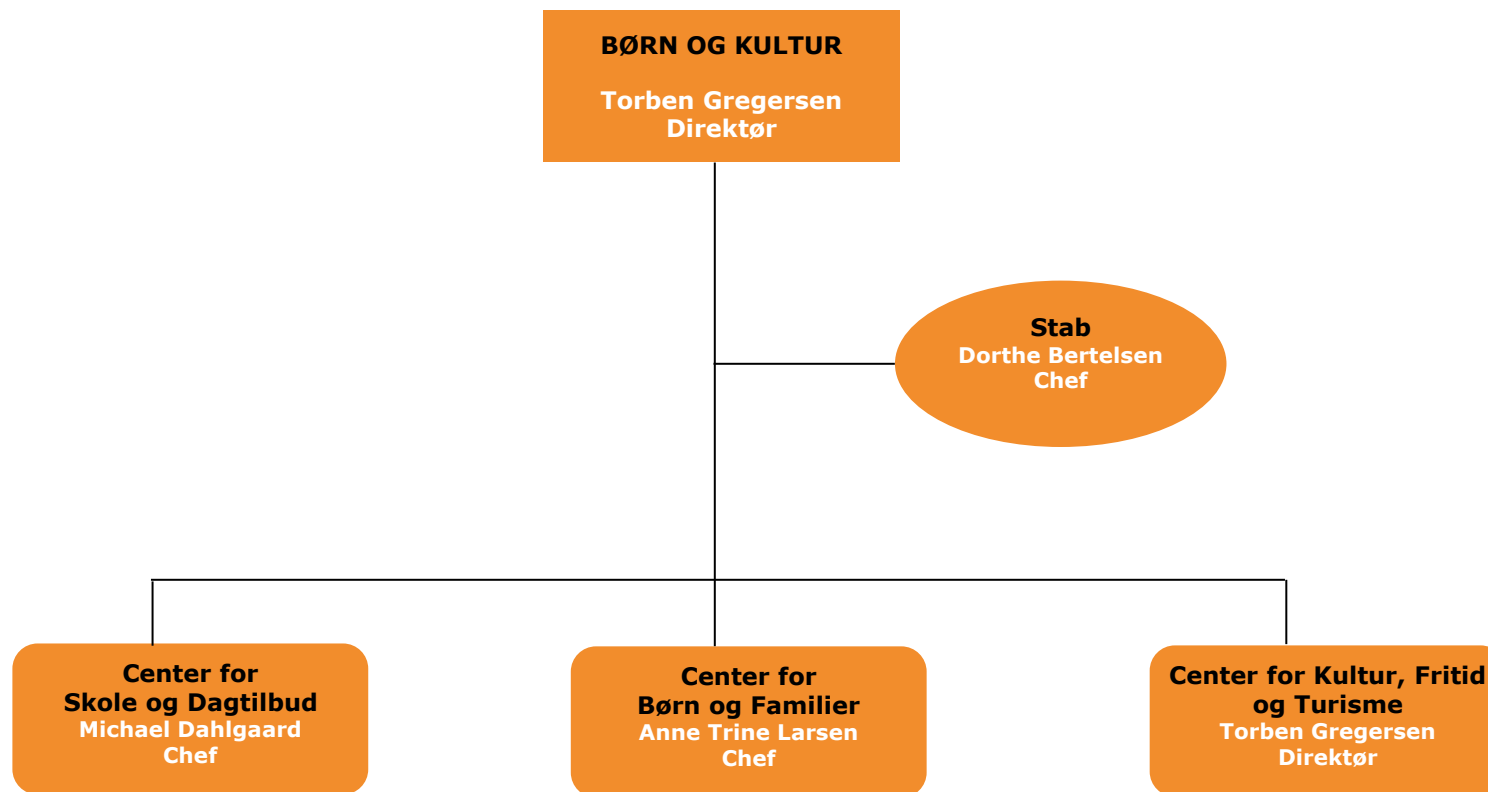 BØRN OG KULTUR
Torben Gregersen
Direktør
Stab
Dorthe Bertelsen
Chef
Center for
Skole og Dagtilbud
Michael Dahlgaard
Chef
Center for
Børn og Familier
Anne Trine Larsen
Chef
Center for Kultur, Fritid
og Turisme
Torben Gregersen
Direktør